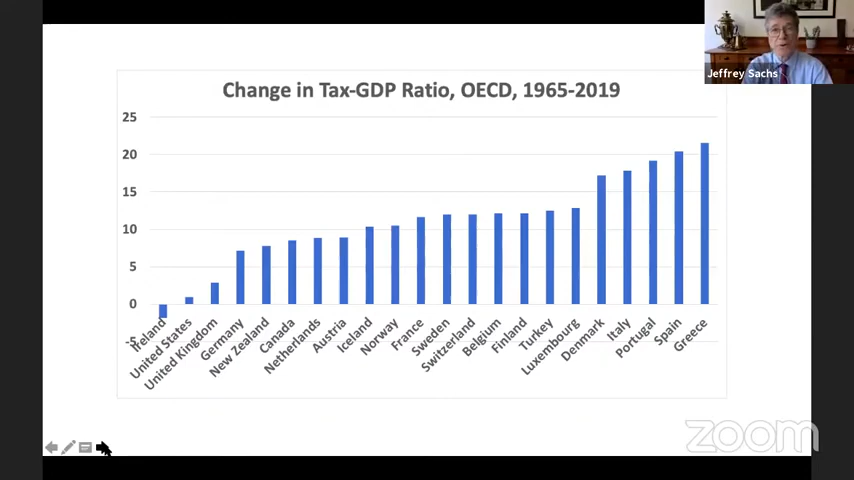 Jeffrey Sachs
Change in Tax-GDP Ratio, OECD, 1965-2019
25
20
15
10
5
0
-5
Ireland
United States
United Kingdom
Germany
New Zealand
Canada
Netherlands
Austria
Iceland
Norway
France
Sweden
Switzerland
Belgium
Finland
Turkey
Luxembourg
Denmark
Italy
Portugal
Spain
Greece
zoom